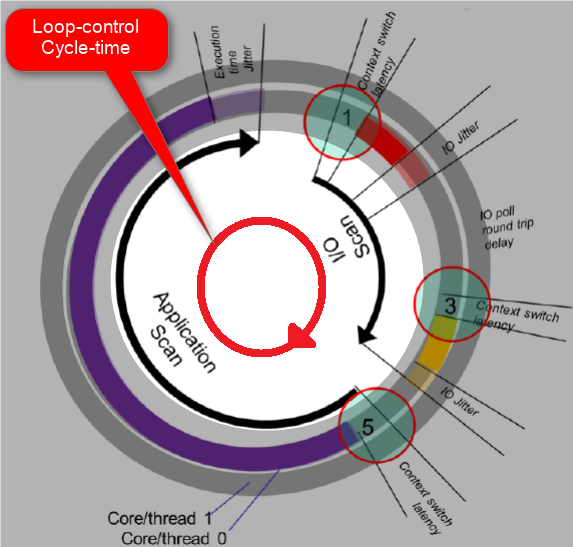 Loop-control
Cycle-time
Execution
time
Jitter
Context switch
latency
1
IO Jitter
IO poll
round trip
delay
Scan
I/O
3
Context switch
latency
Application
Scan
IO Jitter
5
Context switch
latency
Core/thread 1
Core/thread 0